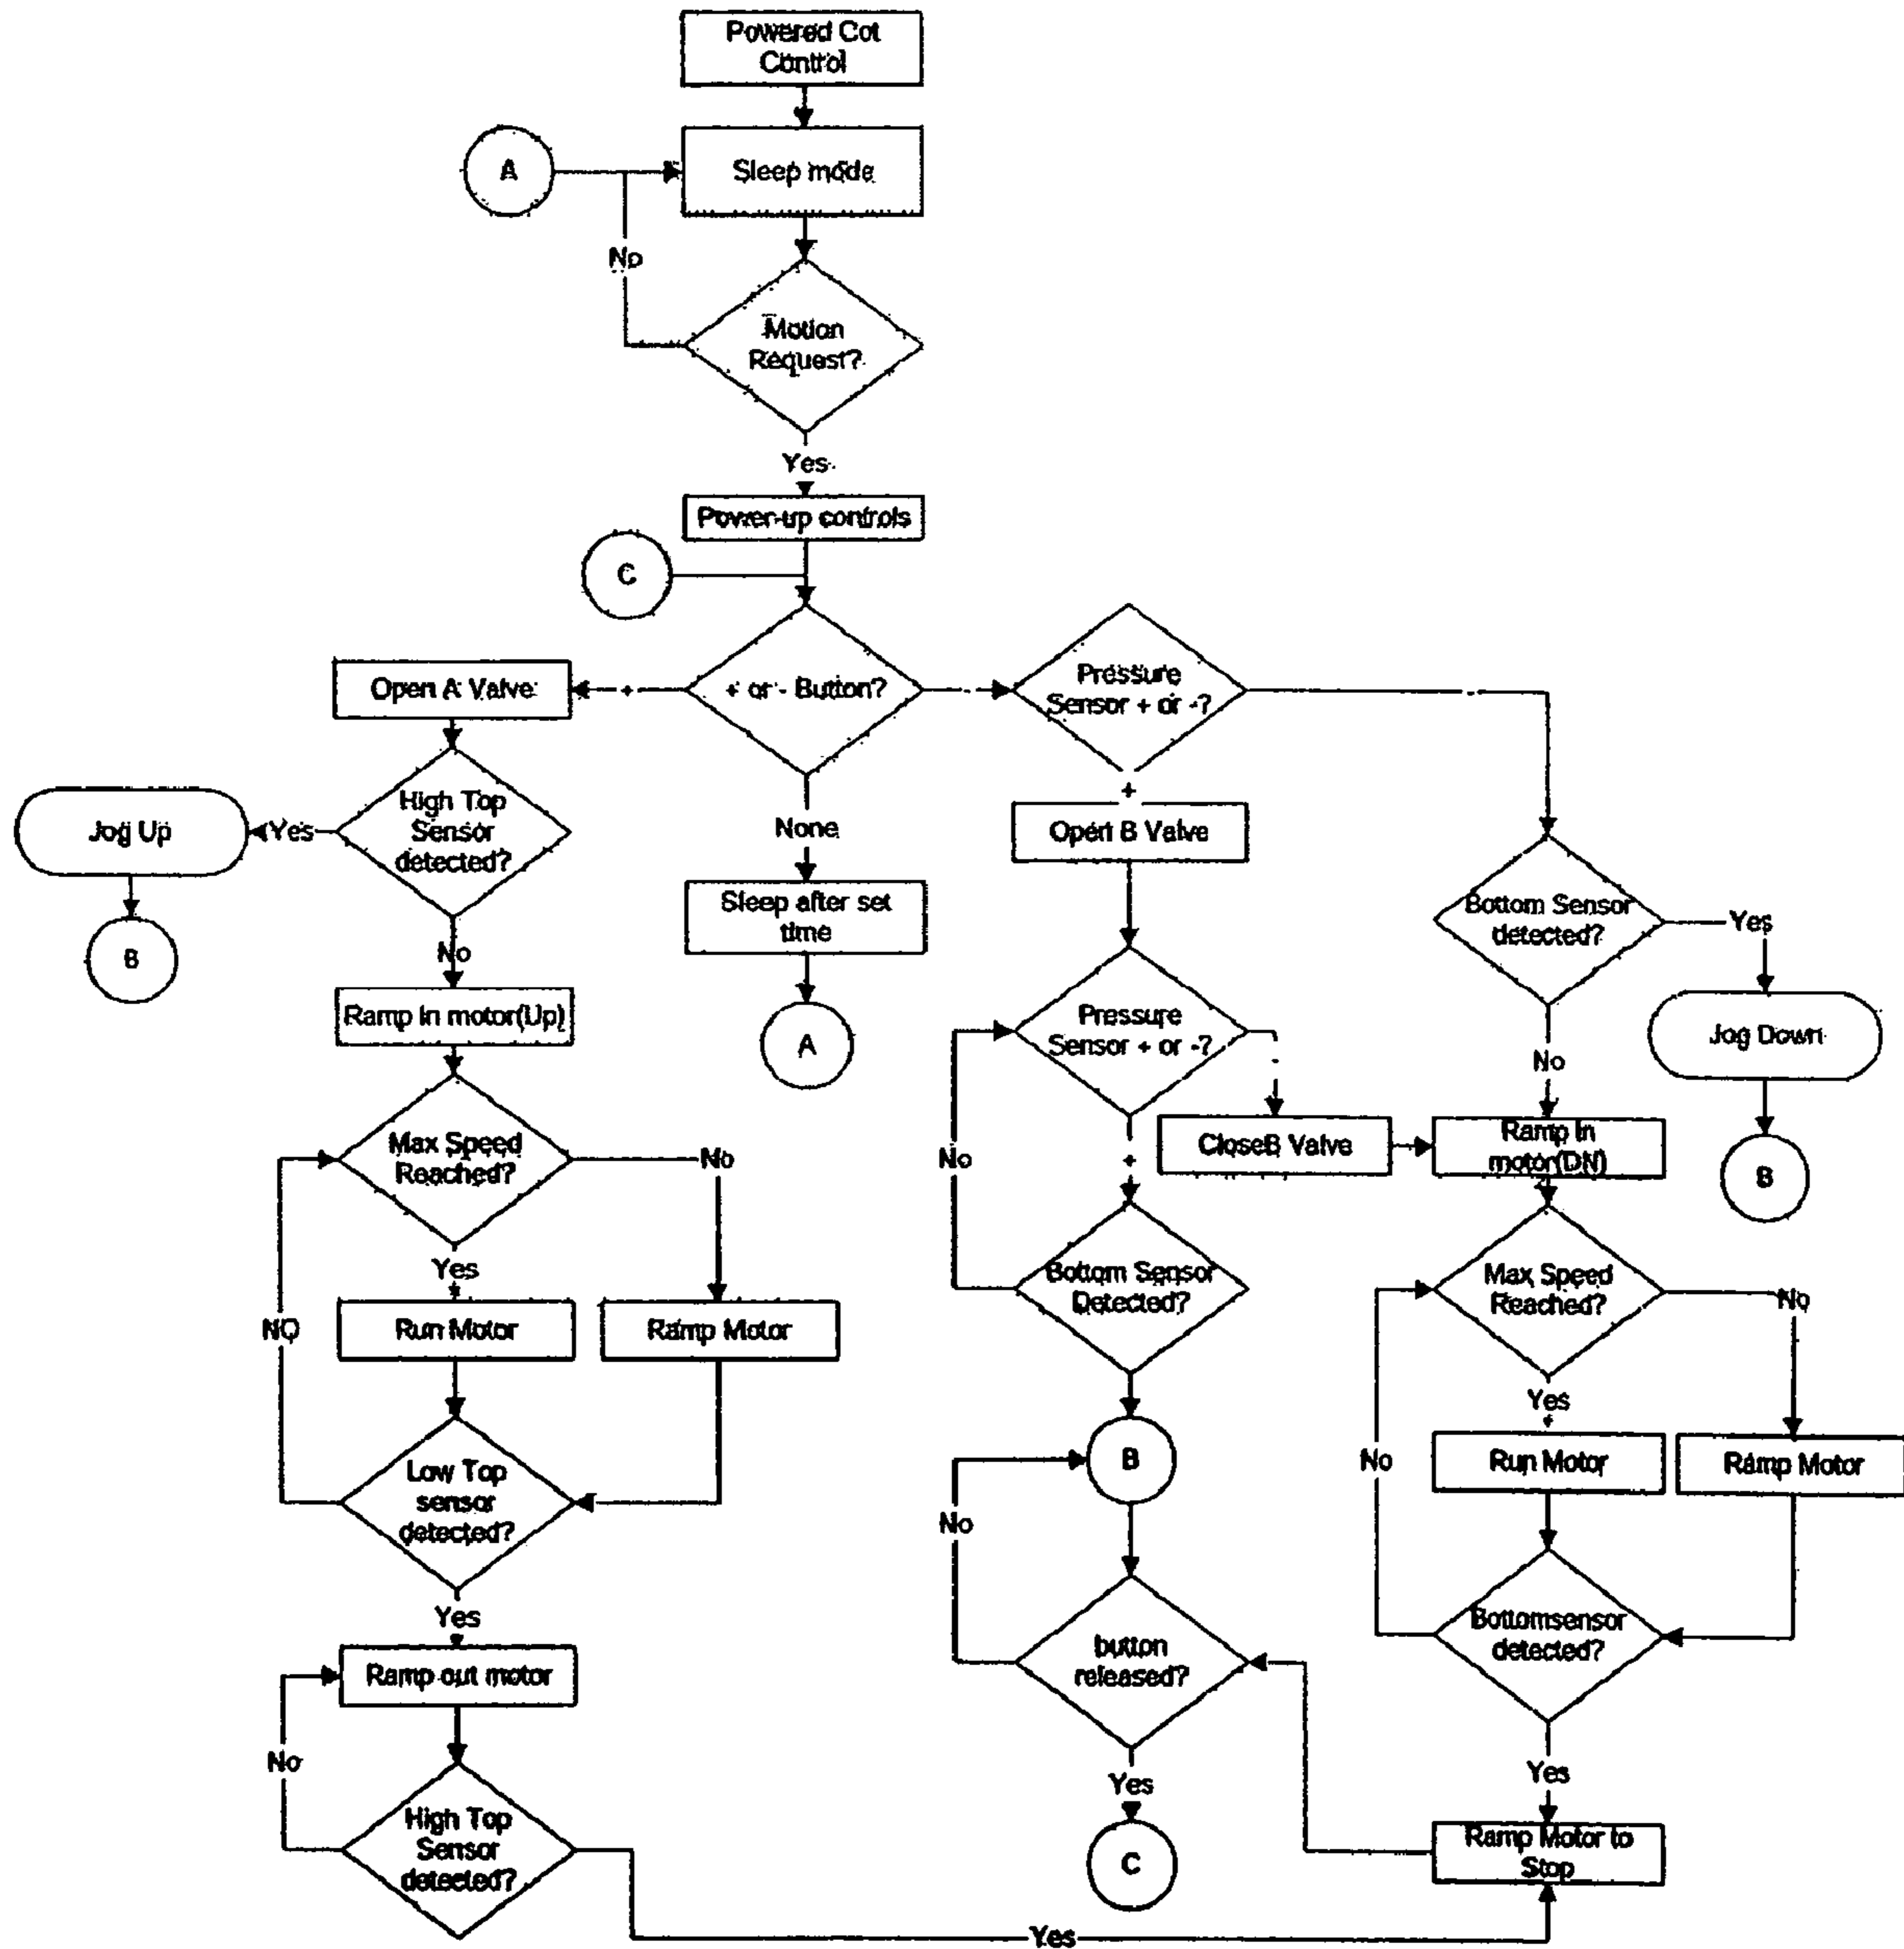 Powered Cot
Control
A
Sleep mode
No
Motion
Request?
Yes
Power-up controls
C
Open A Valve
+
+ or - Button?
-
Pressure
Sensor + or -?
-
Jog Up
Yes
High Top
Sensor
detected?
None
+
Open B Valve
B
No
Sleep after set
time
Bottom Sensor
detected?
Yes
Ramp In motor(Up)
A
Pressure
Sensor + or -?
-
No
Jog Down
Max Speed
Reached?
No
No
+
CloseB Valve
Ramp In
motor(DN)
B
Yes
NO
Run Motor
Ramp Motor
Bottom Sensor
Detected?
Max Speed
Reached?
No
Yes
Low Top
sensor
detected?
B
No
Run Motor
Ramp Motor
No
Yes
Ramp out motor
button
released?
Bottomsensor
detected?
No
Yes
Yes
High Top
Sensor
detected?
C
Ramp Motor to
Stop
Yes